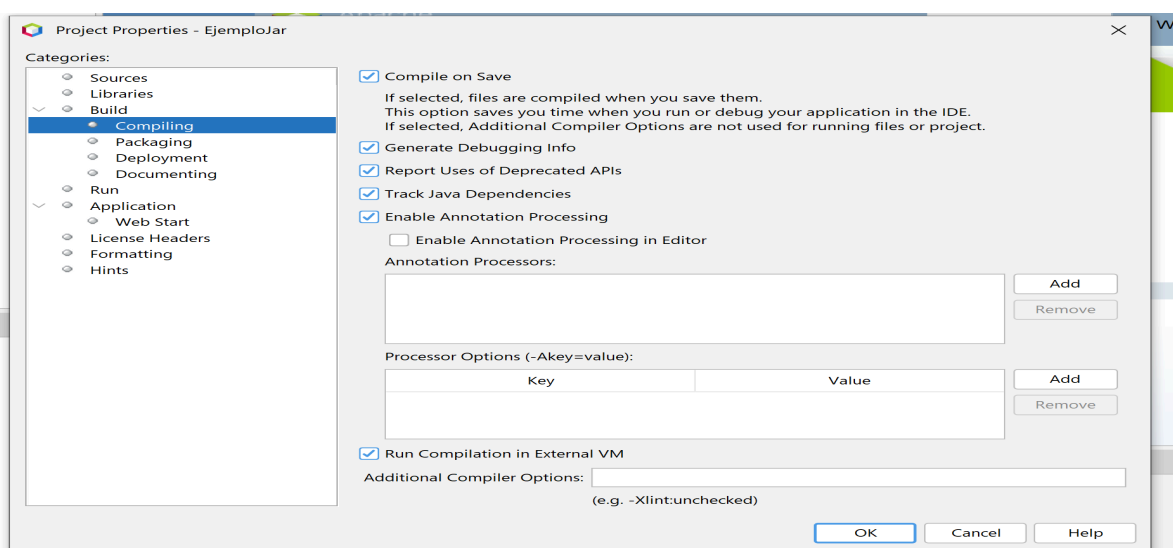 Project Properties - EjemploJar
Categories:
Sources
Libraries
Build
Compiling
Packaging
Deployment
Documenting
Run
Application
Web Start
License Headers
Formatting
Hints
Compile on Save
If selected, files are compiled when you save them.
This option saves you time when you run or debug your application in the IDE.
If selected, Additional Compiler Options are not used for running files or project.
Generate Debugging Info
Report Uses of Deprecated APIs
Track Java Dependencies
Enable Annotation Processing
Enable Annotation Processing in Editor
Annotation Processors:
Add
Remove
Processor Options (-Akey=value):
Key Value
Add
Remove
Run Compilation in External VM
Additional Compiler Options:
(e.g. -Xlint:unchecked)
OK Cancel Help